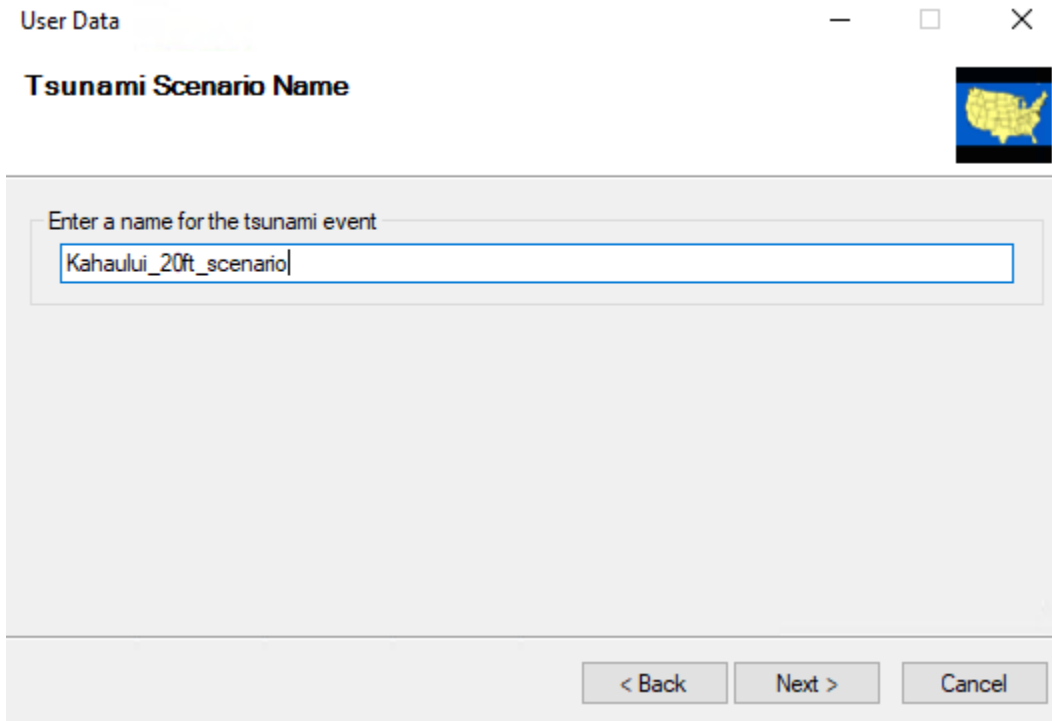 User Data
Tsunami Scenario Name
Enter a name for the tsunami event
Kahaului_20ft_scenario
< Back Next > Cancel